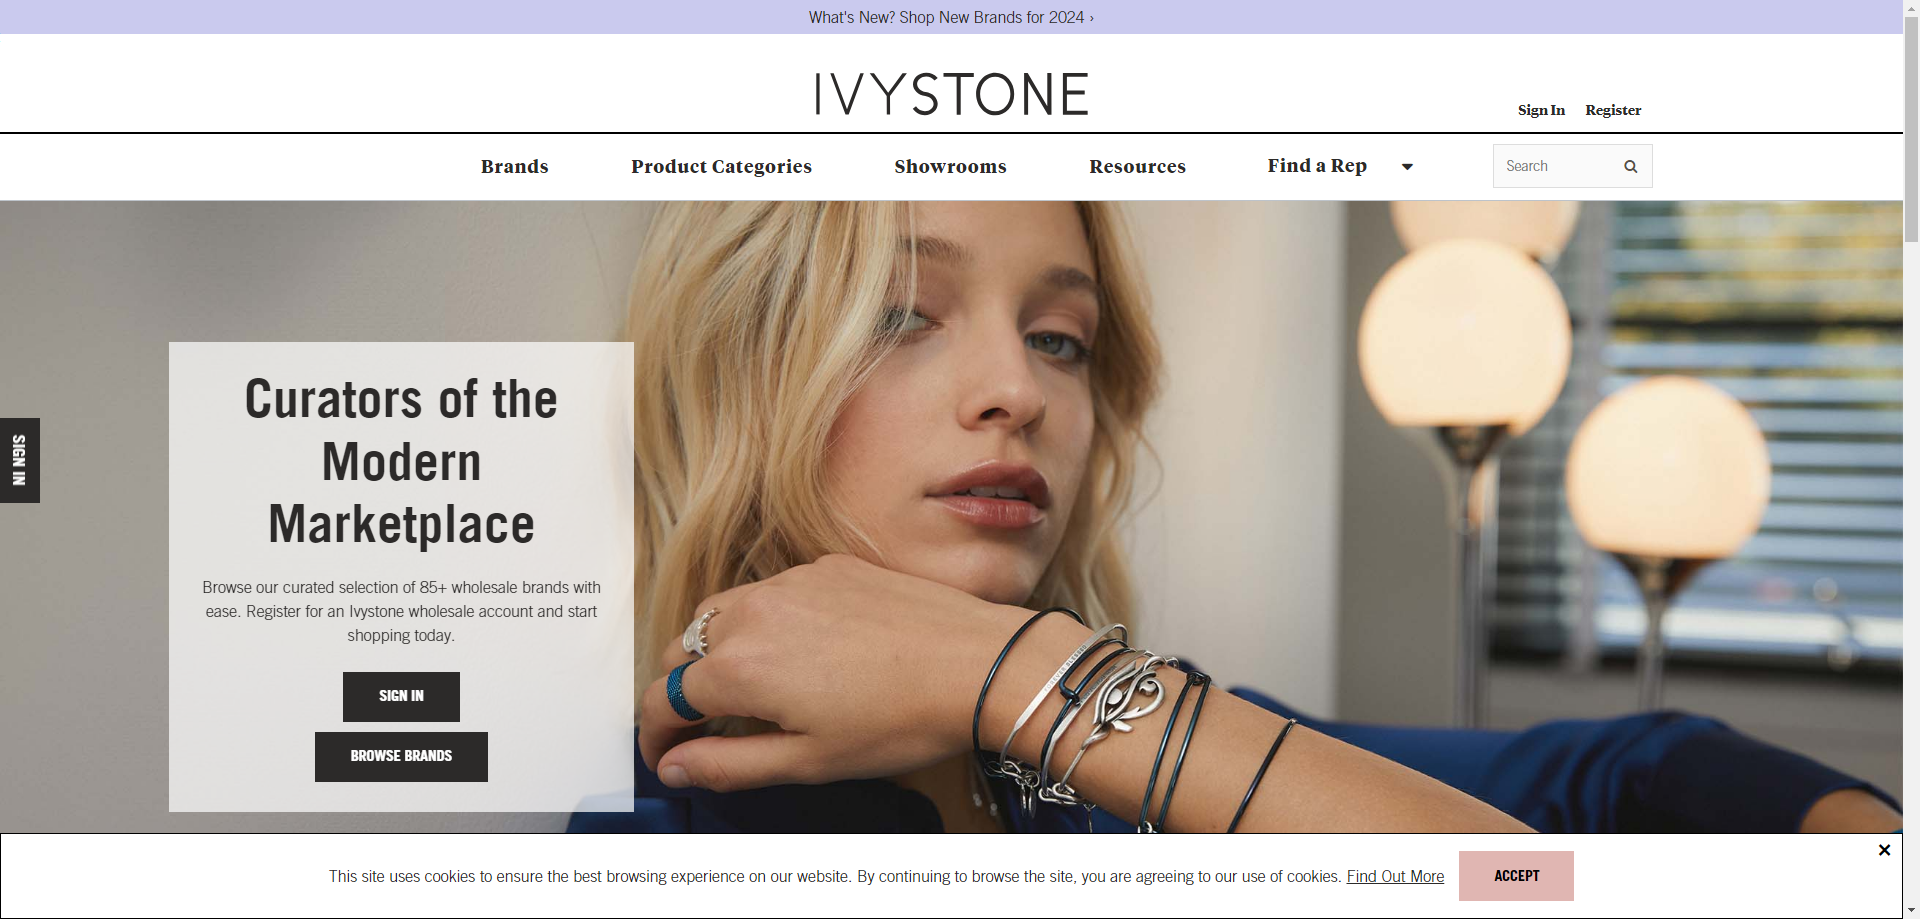 What's New? Shop New Brands for 2024 ›
IVYSTONE
Sign In Register
Brands Product Categories Showrooms Resources Find a Rep Search
Curators of the
Modern
Marketplace
Browse our curated selection of 85+ wholesale brands with
ease. Register for an Ivystone wholesale account and start
shopping today.
SIGN IN
BROWSE BRANDS
SIGN IN
This site uses cookies to ensure the best browsing experience on our website. By continuing to browse the site, you are agreeing to our use of cookies. Find Out More ACCEPT